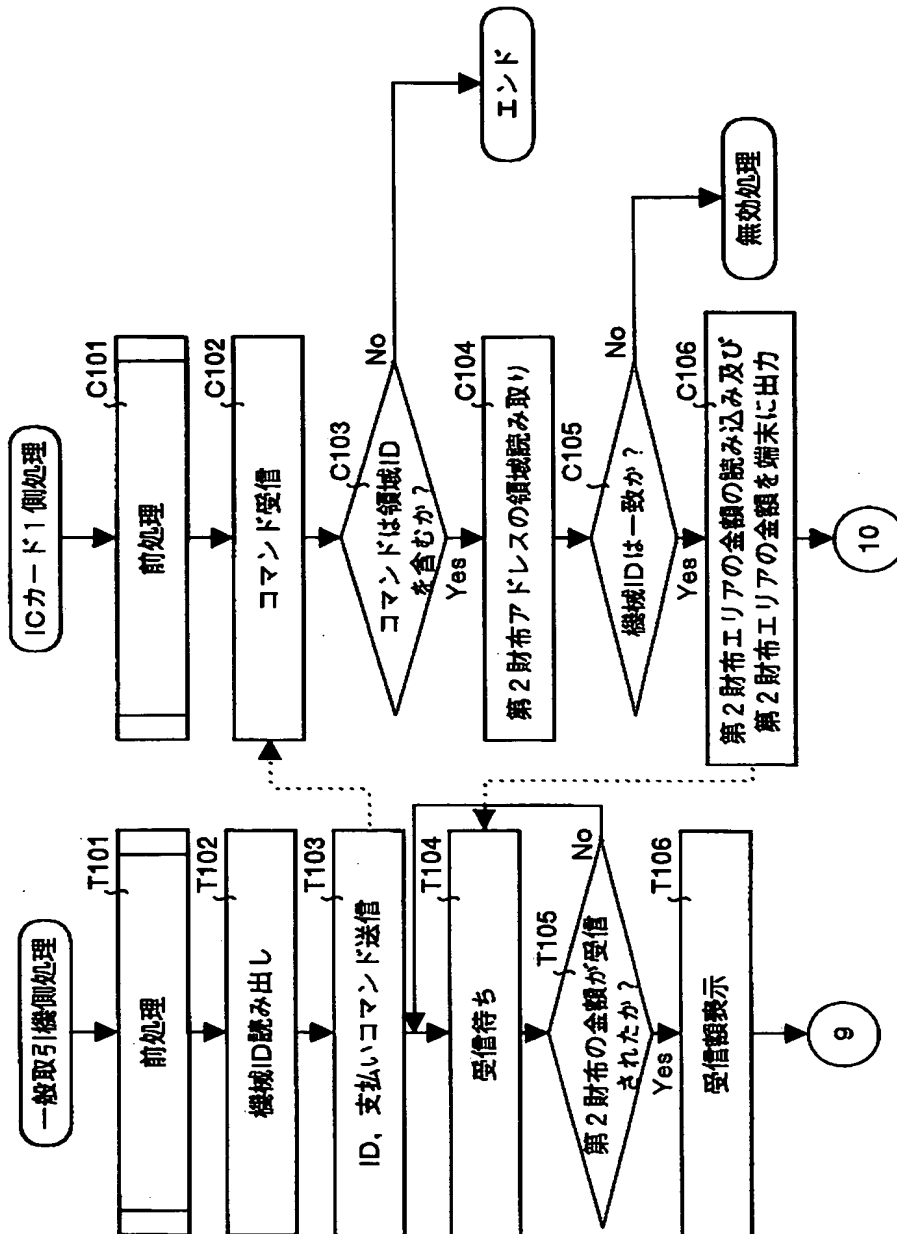 一般取引機側処理
前処理
T101
機械ID読み出し
T102
ID，支払いコマンド送信
T103
受信待ち
T104
第２財布の金額が受信
されたか？
T105
No
Yes
受信額表示
T106
9
ICカード１側処理
前処理
C101
コマンド受信
C102
コマンドは領域ID
を含むか？
C103
No
Yes
エンド
第２財布アドレスの領域読み取り
C104
機械IDは一致か？
C105
No
Yes
無効処理
第２財布エリアの金額の読み込み及び
第２財布エリアの金額を端末に出力
C106
10